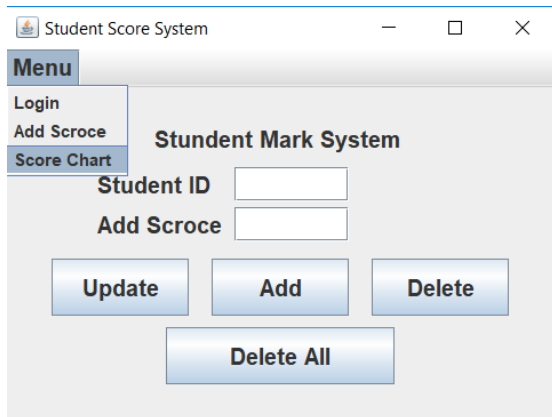 Student Score System
Menu
Login
Add Scroce
Score Chart
Stundent Mark System
Student ID
Add Scroce
Update Add Delete
Delete All